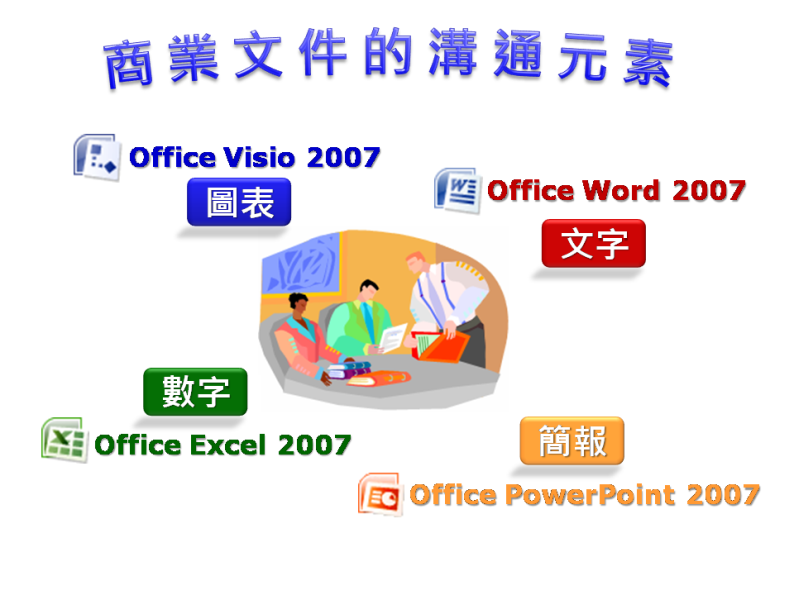 商業文件的溝通元素
Office Visio 2007
圖表
Office Word 2007
文字
數字
Office Excel 2007
簡報
Office PowerPoint 2007